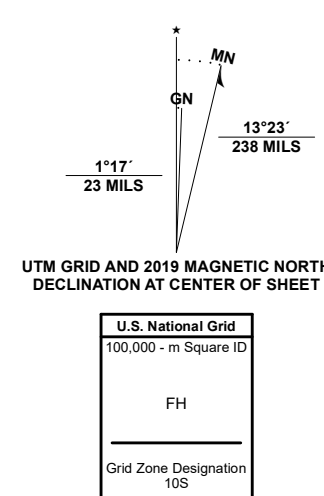 ★
MN
GN
13°23´
238 MILS
1°17´
23 MILS
UTM GRID AND 2019 MAGNETIC NORTH
DECLINATION AT CENTER OF SHEET
U.S. National Grid
100,000 - m Square ID
FH
Grid Zone Designation
10S